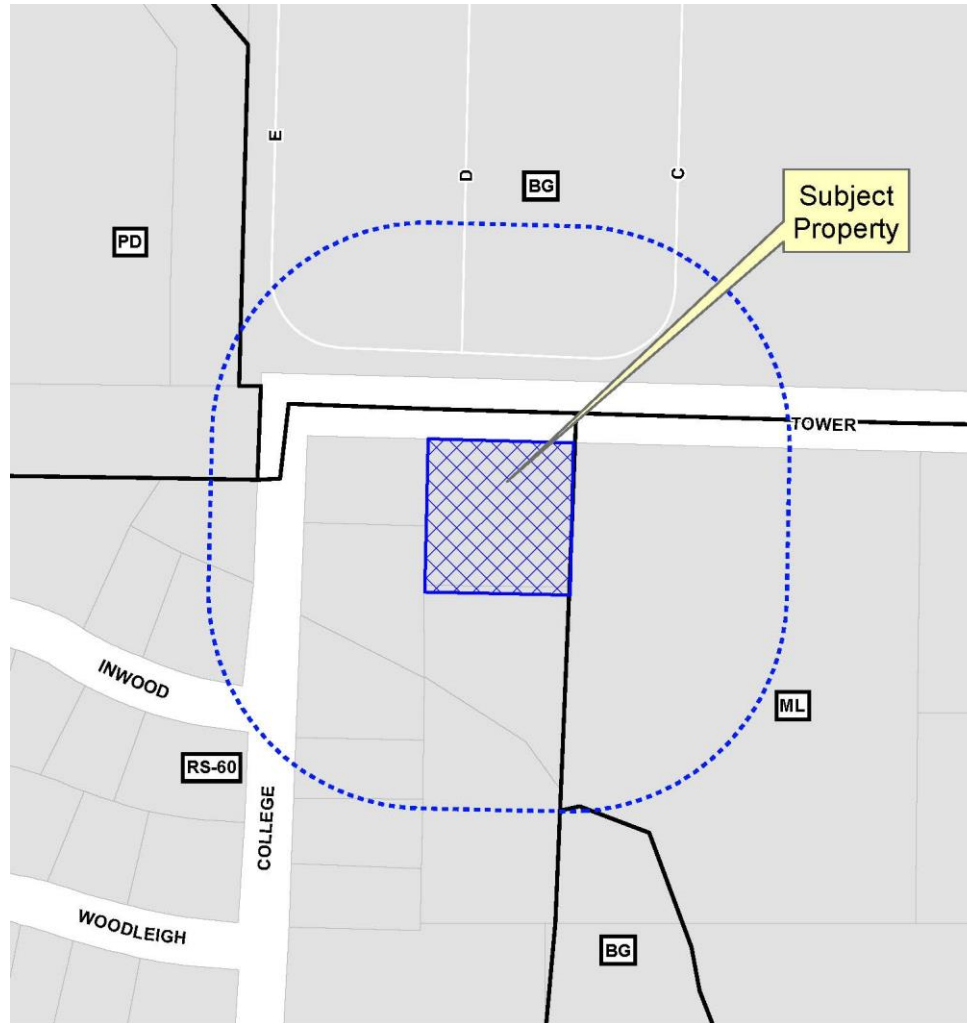 E
D
BG
C
Subject
Property
PD
TOWER
INWOOD
ML
RS-60
COLLEGE
WOODLEIGH
BG